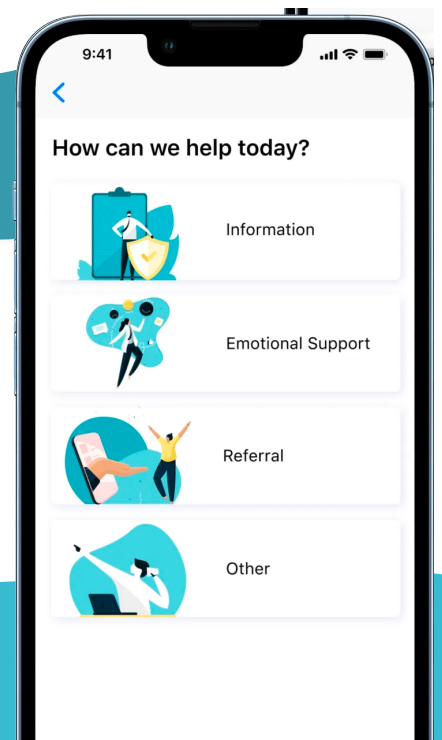 9:41
How can we help today?
Information
Emotional Support
Referral
Other